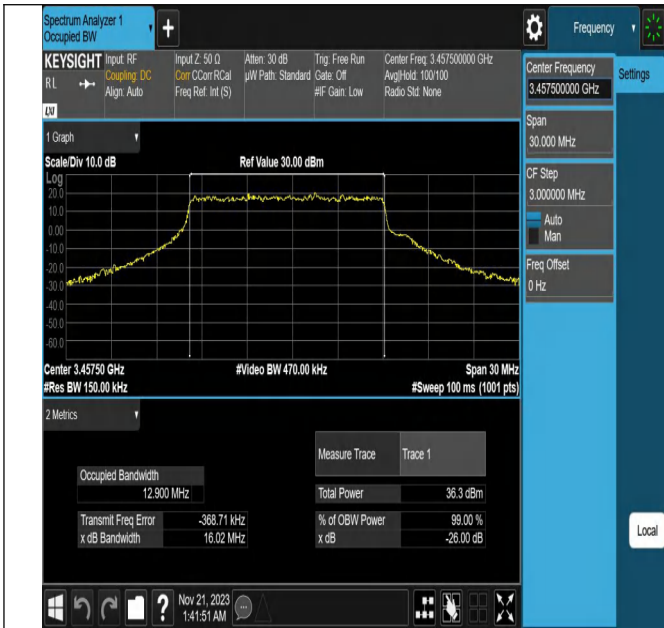 Spectrum Analyzer 1
Occupied BW
Frequency
KEYSIGHT
RL
LXI
Input: RF
Coupling: DC
Align: Auto
Input Z: 50 Ω
Corr CCorr RCal
Freq Ref: Int (S)
Atten: 30 dB
µW Path: Standard
Trig: Free Run
Gate: Off
#IF Gain: Low
Center Freq: 3.457500000 GHz
Avg|Hold: 100/100
Radio Std: None
Center Frequency
3.457500000 GHz
Settings
Span
30.000 MHz
CF Step
3.000000 MHz
Auto
Man
Freq Offset
0 Hz
Local
1 Graph
Scale/Div 10.0 dB
Ref Value 30.00 dBm
Log
20.0
10.0
0.00
-10.0
-20.0
-30.0
-40.0
-50.0
-60.0
Center 3.45750 GHz
#Video BW 470.00 kHz
Span 30 MHz
#Res BW 150.00 kHz
#Sweep 100 ms (1001 pts)
2 Metrics
Measure Trace
Trace 1
Occupied Bandwidth
12.900 MHz
Total Power
36.3 dBm
Transmit Freq Error
-368.71 kHz
% of OBW Power
99.00 %
x dB Bandwidth
16.02 MHz
x dB
-26.00 dB
?
Nov 21, 2023
1:41:51 AM